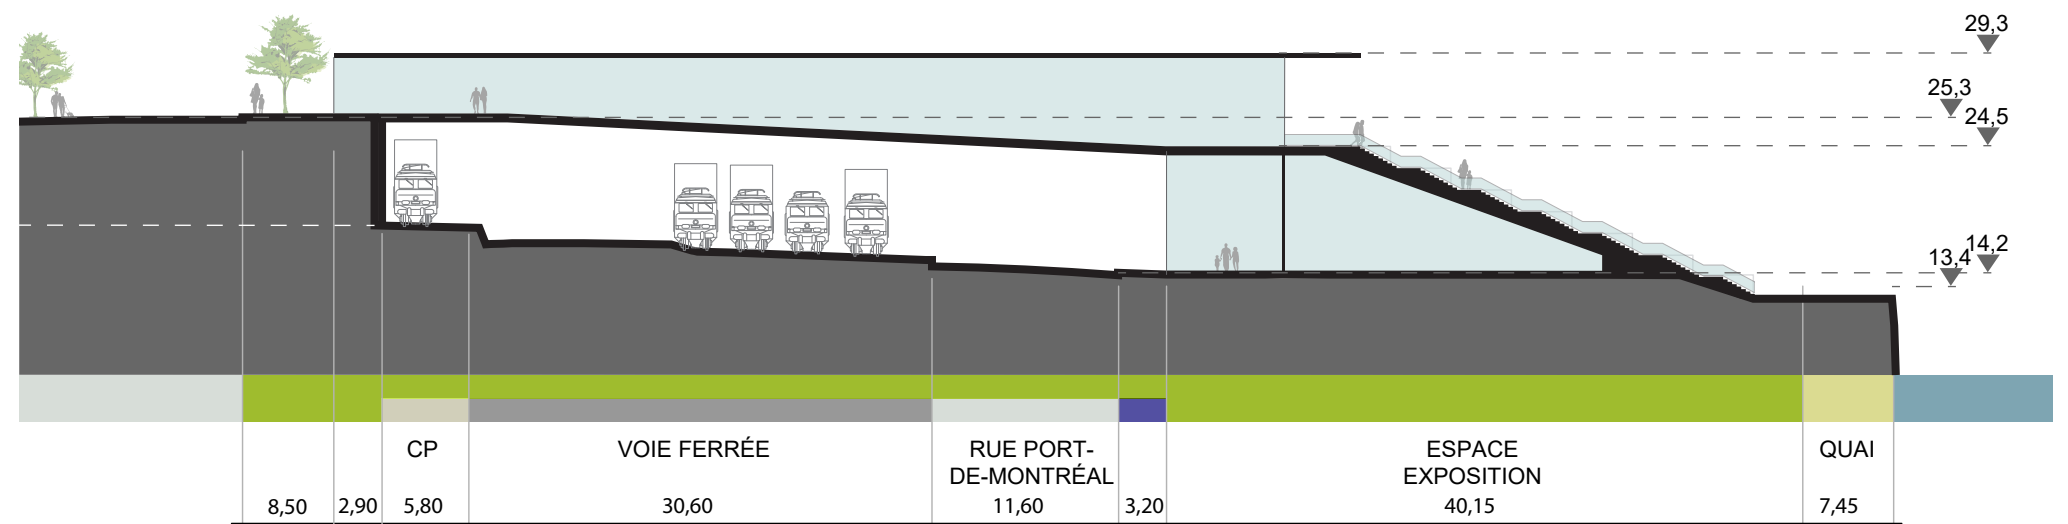 29,3
25,3
24,5
14,2
13,4
CP
VOIE FERRÉE
RUE PORT-
DE-MONTRÉAL
ESPACE
EXPOSITION
QUAI
8,50
2,90
5,80
30,60
11,60
3,20
40,15
7,45